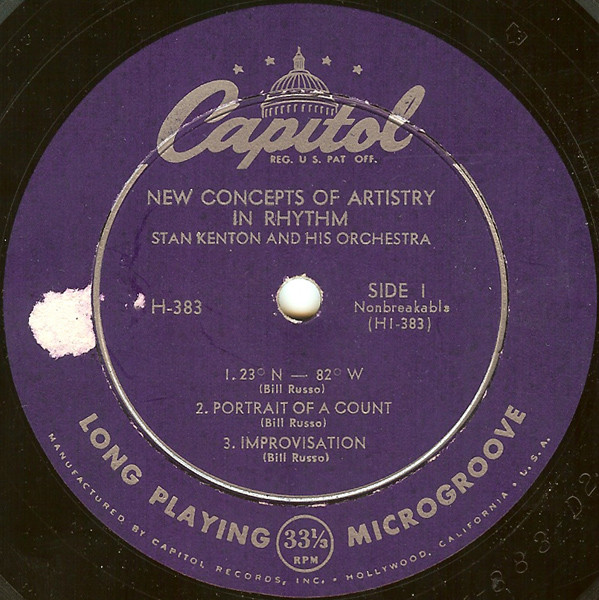 Capitol
REG. U.S. PAT OFF.
NEW CONCEPTS OF ARTISTRY
IN RHYTHM
STAN KENTON AND HIS ORCHESTRA
H-383
SIDE 1
Nonbreakable
(H1-383)
1. 23° N — 82° W
(Bill Russo)
2. PORTRAIT OF A COUNT
(Bill Russo)
3. IMPROVISATION
(Bill Russo)
LONG PLAYING 33⅓ RPM MICROGROOVE
MANUFACTURED BY CAPITOL RECORDS, INC. • HOLLYWOOD, CALIFORNIA • U.S.A.